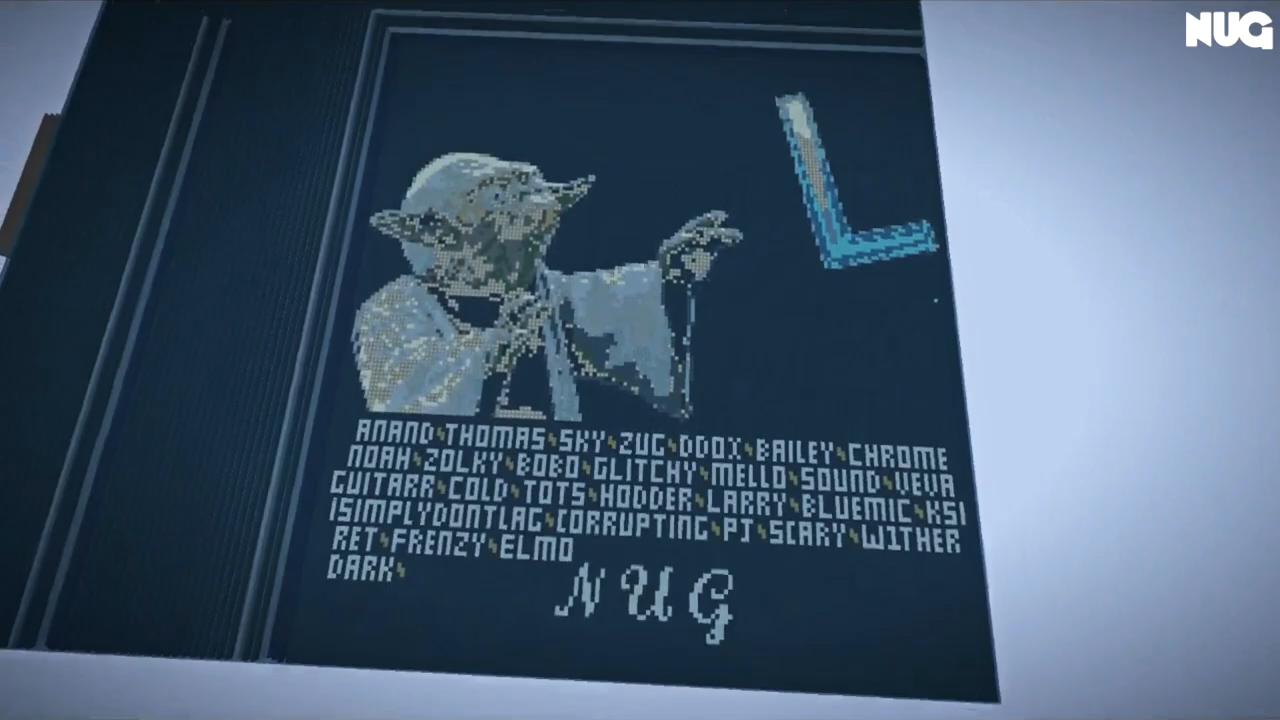 NUG
L
ANAND THOMAS SKY ZUG DDOX BAILEY CHROME
NOAH ZOLKY BOBO GLITCHY MELLO SOUND VEVA
GUITARR COLD TOTS HODDER LARRY BLUEMIC KSI
ISIMPLYDONTLAG CORRUPTING PJ SCARY W1THER
RET FRENZY ELMO
DARK
NUG